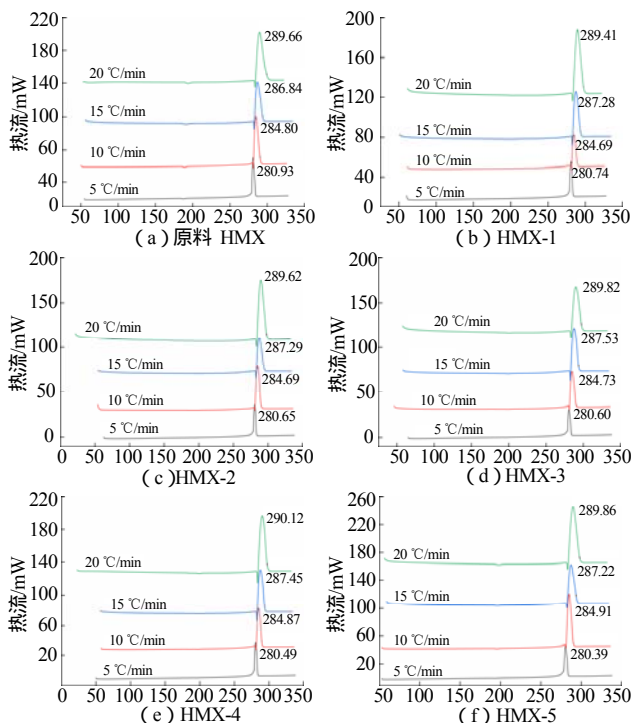 热流/mW
220
180
140
100
80
40
0
20 ℃/min
15 ℃/min
10 ℃/min
5 ℃/min
289.66
286.84
284.80
280.93
50 100 150 200 250 300 350
(a)原料 HMX
热流/mW
200
160
120
80
40
0
20 ℃/min
15 ℃/min
10 ℃/min
5 ℃/min
289.41
287.28
284.69
280.74
50 100 150 200 250 300 350
(b) HMX-1
热流/mW
200
150
100
50
0
20 ℃/min
15 ℃/min
10 ℃/min
5 ℃/min
289.62
287.29
284.69
280.65
0 50 100 150 200 250 300 350
(c)HMX-2
热流/mW
200
150
100
50
0
20 ℃/min
15 ℃/min
10 ℃/min
5 ℃/min
289.82
287.53
284.73
280.60
50 100 150 200 250 300 350
(d) HMX-3
热流/mW
220
180
140
100
80
60
20
20 ℃/min
15 ℃/min
10 ℃/min
5 ℃/min
290.12
287.45
284.87
280.49
0 50 100 150 200 250 300 350
(e) HMX-4
热流/mW
260
220
180
140
100
60
20
20 ℃/min
15 ℃/min
10 ℃/min
5 ℃/min
289.86
287.22
284.91
280.39
50 100 150 200 250 300 350
(f) HMX-5